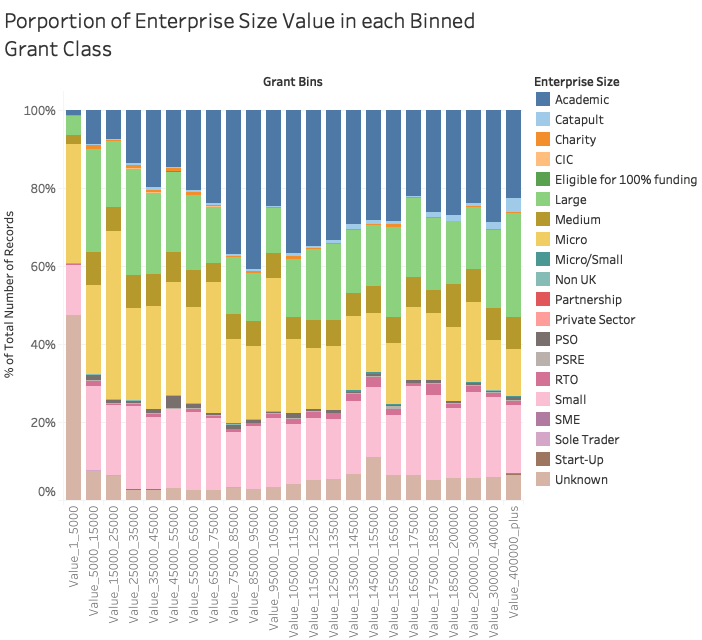 Porportion of Enterprise Size Value in each Binned
Grant Class
Grant Bins
Enterprise Size
Academic
Catapult
Charity
CIC
Eligible for 100% funding
Large
Medium
Micro
Micro/Small
Non UK
Partnership
Private Sector
PSO
PSRE
RTO
Small
SME
Sole Trader
Start-Up
Unknown
% of Total Number of Records
100%
80%
60%
40%
20%
0%
Value_1_5000
Value_5000_15000
Value_15000_25000
Value_25000_35000
Value_35000_45000
Value_45000_55000
Value_55000_65000
Value_65000_75000
Value_75000_85000
Value_85000_95000
Value_95000_105000
Value_105000_115000
Value_115000_125000
Value_125000_135000
Value_135000_145000
Value_145000_155000
Value_155000_165000
Value_165000_175000
Value_175000_185000
Value_185000_200000
Value_200000_300000
Value_300000_400000
Value_400000_plus